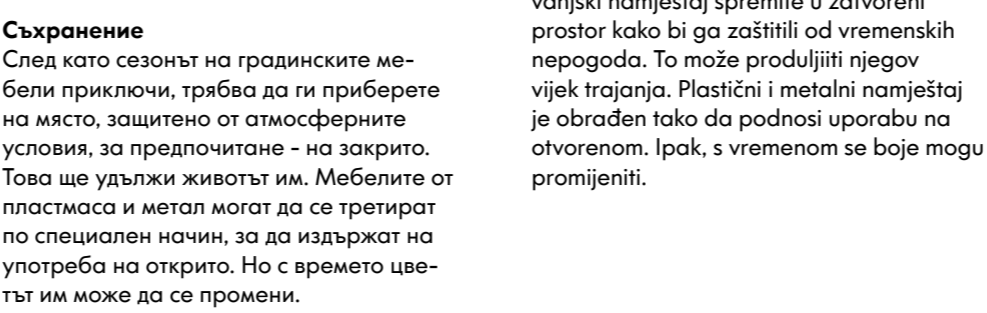 Съхранение
След като сезонът на градинските ме-
бели приключи, трябва да ги приберете
на място, защитено от атмосферните
условия, за предпочитане - на закрито.
Това ще удължи животът им. Мебелите от
пластмаса и метал могат да се третират
по специален начин, за да издържат на
употреба на открито. Но с времето цве-
тът им може да се промени.
vanjski namještaj spremite u zatvoreni
prostor kako bi ga zaštitili od vremenskih
nepogoda. To može produljiiti njegov
vijek trajanja. Plastični i metalni namještaj
je obrađen tako da podnosi uporabu na
otvorenom. Ipak, s vremenom se boje mogu
promijeniti.